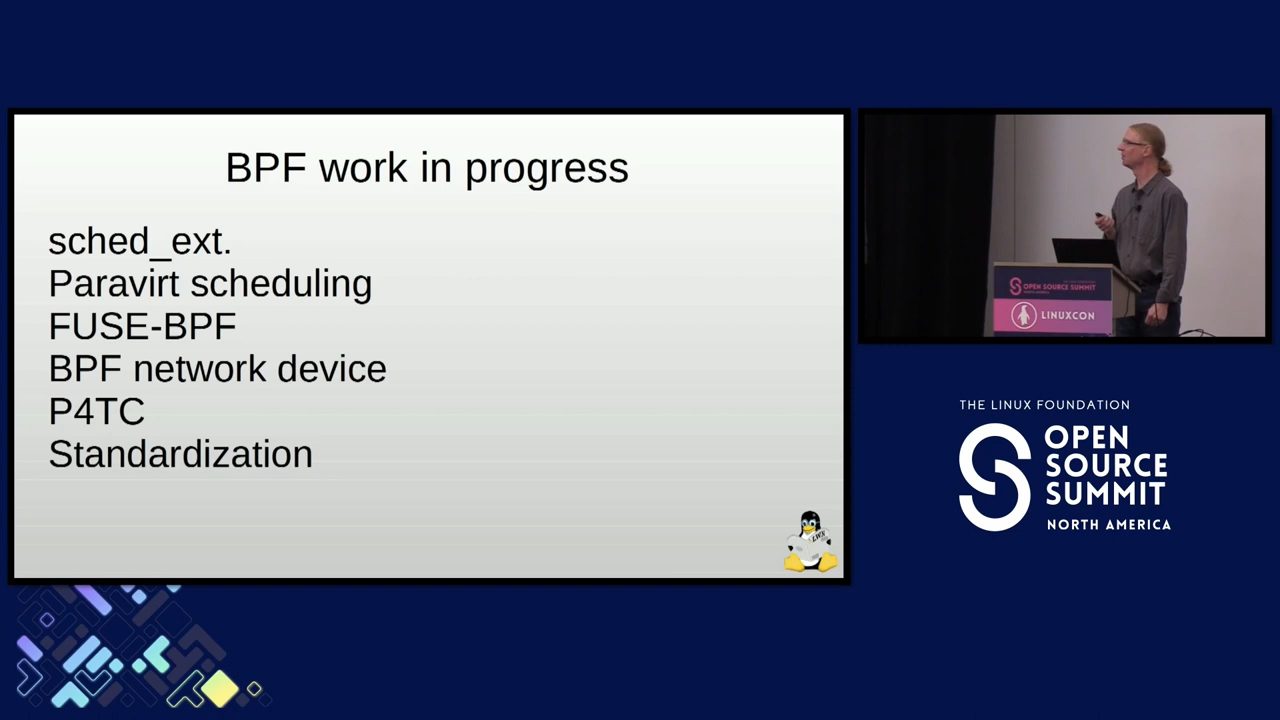 BPF work in progress
sched_ext.
Paravirt scheduling
FUSE-BPF
BPF network device
P4TC
Standardization
LWN
OPEN SOURCE SUMMIT
LINUXCON
THE LINUX FOUNDATION
OPEN
SOURCE
SUMMIT
NORTH AMERICA